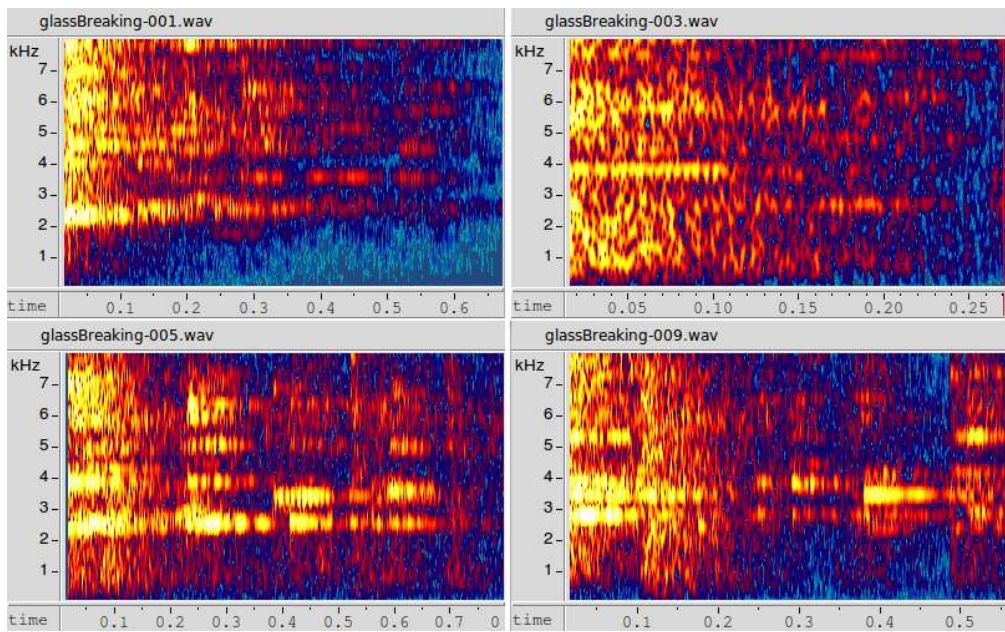 glassBreaking-001.wav
kHz
7
6
5
4
3
2
1
time 0.1 0.2 0.3 0.4 0.5 0.6
glassBreaking-003.wav
kHz
7
6
5
4
3
2
1
time 0.05 0.10 0.15 0.20 0.25
glassBreaking-005.wav
kHz
7
6
5
4
3
2
1
time 0.1 0.2 0.3 0.4 0.5 0.6 0.7 0
glassBreaking-009.wav
kHz
7
6
5
4
3
2
1
time 0.1 0.2 0.3 0.4 0.5